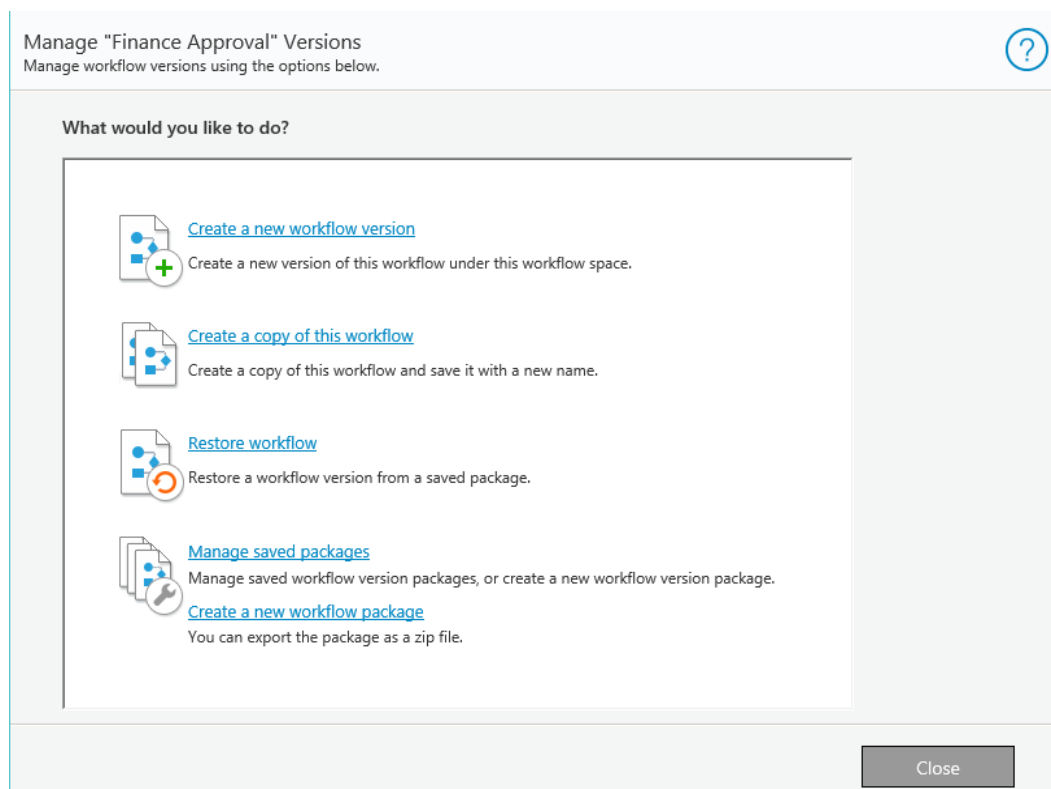 Manage "Finance Approval" Versions
Manage workflow versions using the options below.
?
What would you like to do?
Create a new workflow version
Create a new version of this workflow under this workflow space.
Create a copy of this workflow
Create a copy of this workflow and save it with a new name.
Restore workflow
Restore a workflow version from a saved package.
Manage saved packages
Manage saved workflow version packages, or create a new workflow version package.
Create a new workflow package
You can export the package as a zip file.
Close